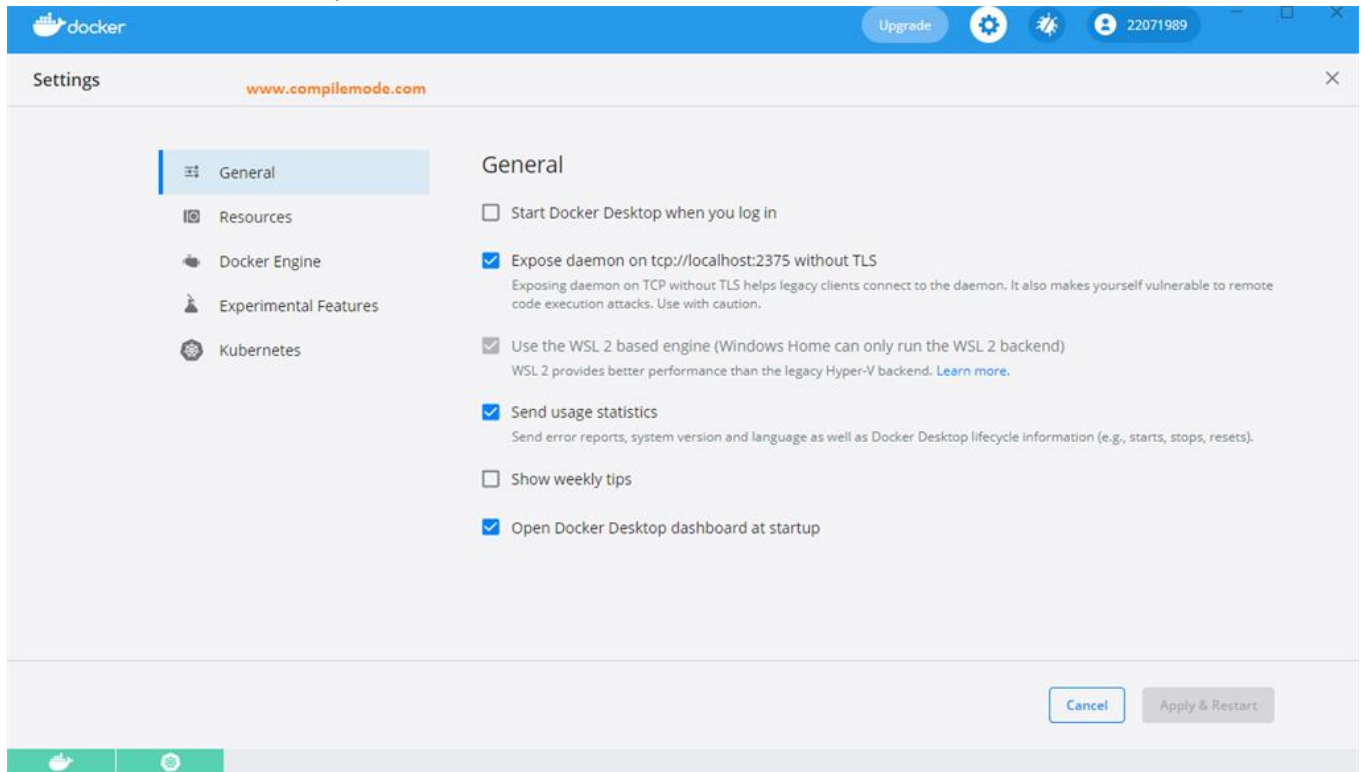 docker
Upgrade
22071989
Settings
www.compilemode.com
General
Resources
Docker Engine
Experimental Features
Kubernetes
General
Start Docker Desktop when you log in
Expose daemon on tcp://localhost:2375 without TLS
Exposing daemon on TCP without TLS helps legacy clients connect to the daemon. It also makes yourself vulnerable to remote
code execution attacks. Use with caution.
Use the WSL 2 based engine (Windows Home can only run the WSL 2 backend)
WSL 2 provides better performance than the legacy Hyper-V backend. Learn more.
Send usage statistics
Send error reports, system version and language as well as Docker Desktop lifecycle information (e.g., starts, stops, resets).
Show weekly tips
Open Docker Desktop dashboard at startup
Cancel
Apply & Restart